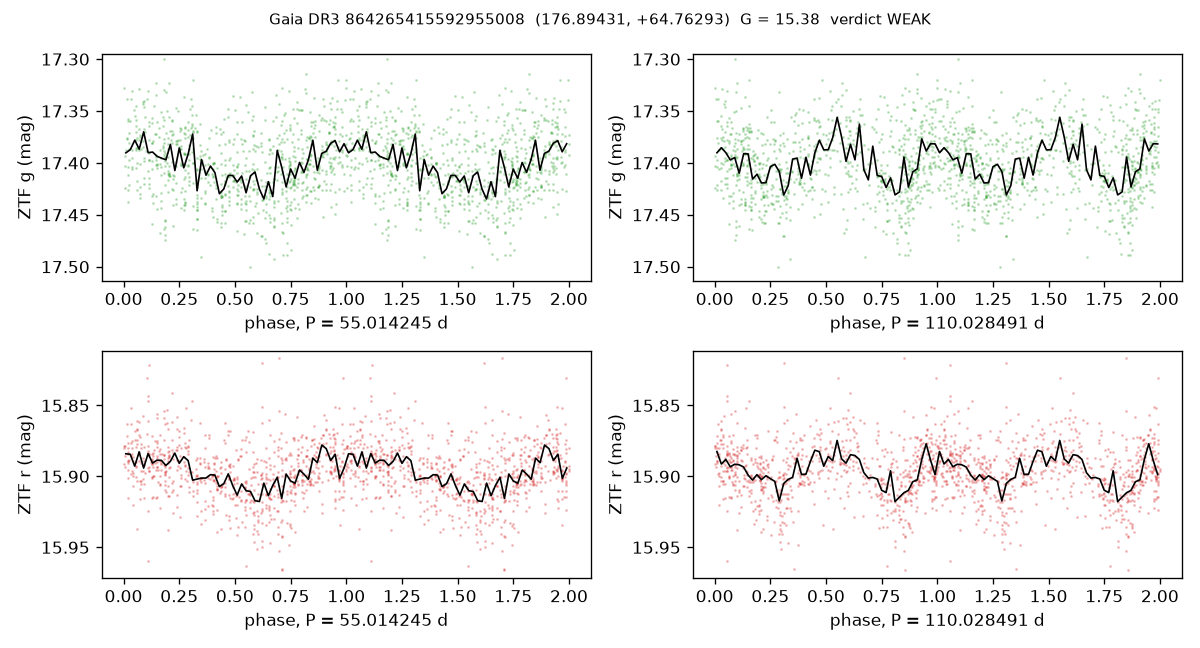 Gaia DR3 864265415592955008 (176.89431, +64.76293) G = 15.38 verdict WEAK
17.30
17.35
17.40
17.45
17.50
ZTF g (mag)
0.00 0.25 0.50 0.75 1.00 1.25 1.50 1.75 2.00
phase, P = 55.014245 d
17.30
17.35
17.40
17.45
17.50
ZTF g (mag)
0.00 0.25 0.50 0.75 1.00 1.25 1.50 1.75 2.00
phase, P = 110.028491 d
15.85
15.90
15.95
ZTF r (mag)
0.00 0.25 0.50 0.75 1.00 1.25 1.50 1.75 2.00
phase, P = 55.014245 d
15.85
15.90
15.95
ZTF r (mag)
0.00 0.25 0.50 0.75 1.00 1.25 1.50 1.75 2.00
phase, P = 110.028491 d